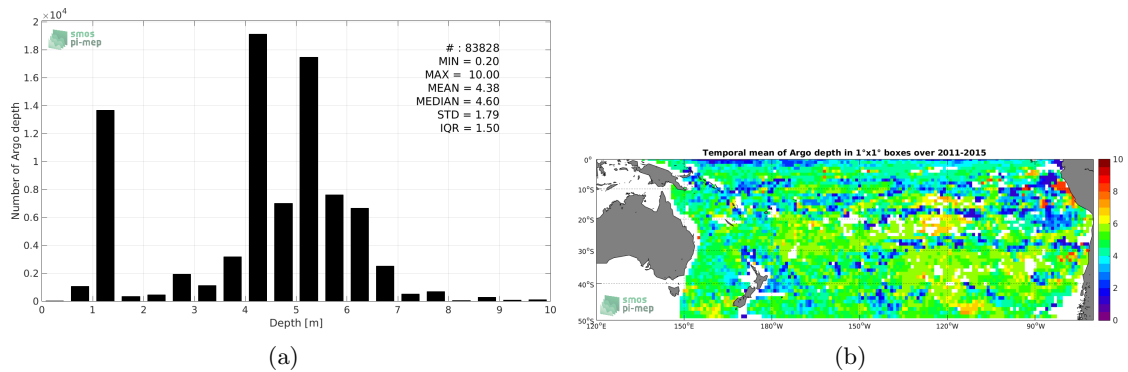 ×10⁴
smos
pi-mep
# : 83828
MIN = 0.20
MAX = 10.00
MEAN = 4.38
MEDIAN = 4.60
STD = 1.79
IQR = 1.50
Number of Argo depth
2
1.8
1.6
1.4
1.2
1
0.8
0.6
0.4
0.2
0
0 1 2 3 4 5 6 7 8 9 10
Depth [m]
(a)
Temporal mean of Argo depth in 1°x1° boxes over 2011-2015
0°
10°S
20°S
30°S
40°S
50°S
smos
pi-mep
120°E 150°E 180°W 150°W 120°W 90°W
10
8
6
4
2
0
(b)